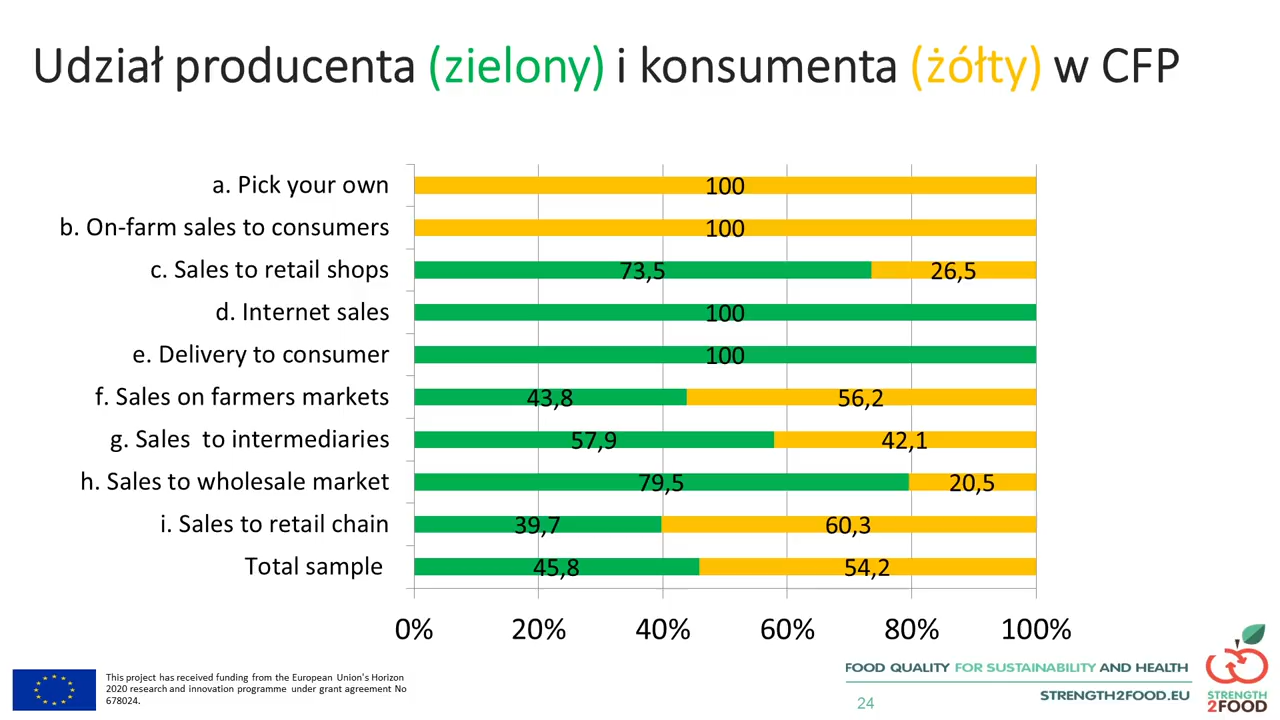 Udział producenta (zielony) i konsumenta (żółty) w CFP
a. Pick your own
100
b. On-farm sales to consumers
100
c. Sales to retail shops
73,5
26,5
d. Internet sales
100
e. Delivery to consumer
100
f. Sales on farmers markets
43,8
56,2
g. Sales to intermediaries
57,9
42,1
h. Sales to wholesale market
79,5
20,5
i. Sales to retail chain
39,7
60,3
Total sample
45,8
54,2
0% 20% 40% 60% 80% 100%
This project has received funding from the European Union's Horizon
2020 research and innovation programme under grant agreement No
678024.
FOOD QUALITY FOR SUSTAINABILITY AND HEALTH
STRENGTH2FOOD.EU
24
STRENGTH
2FOOD